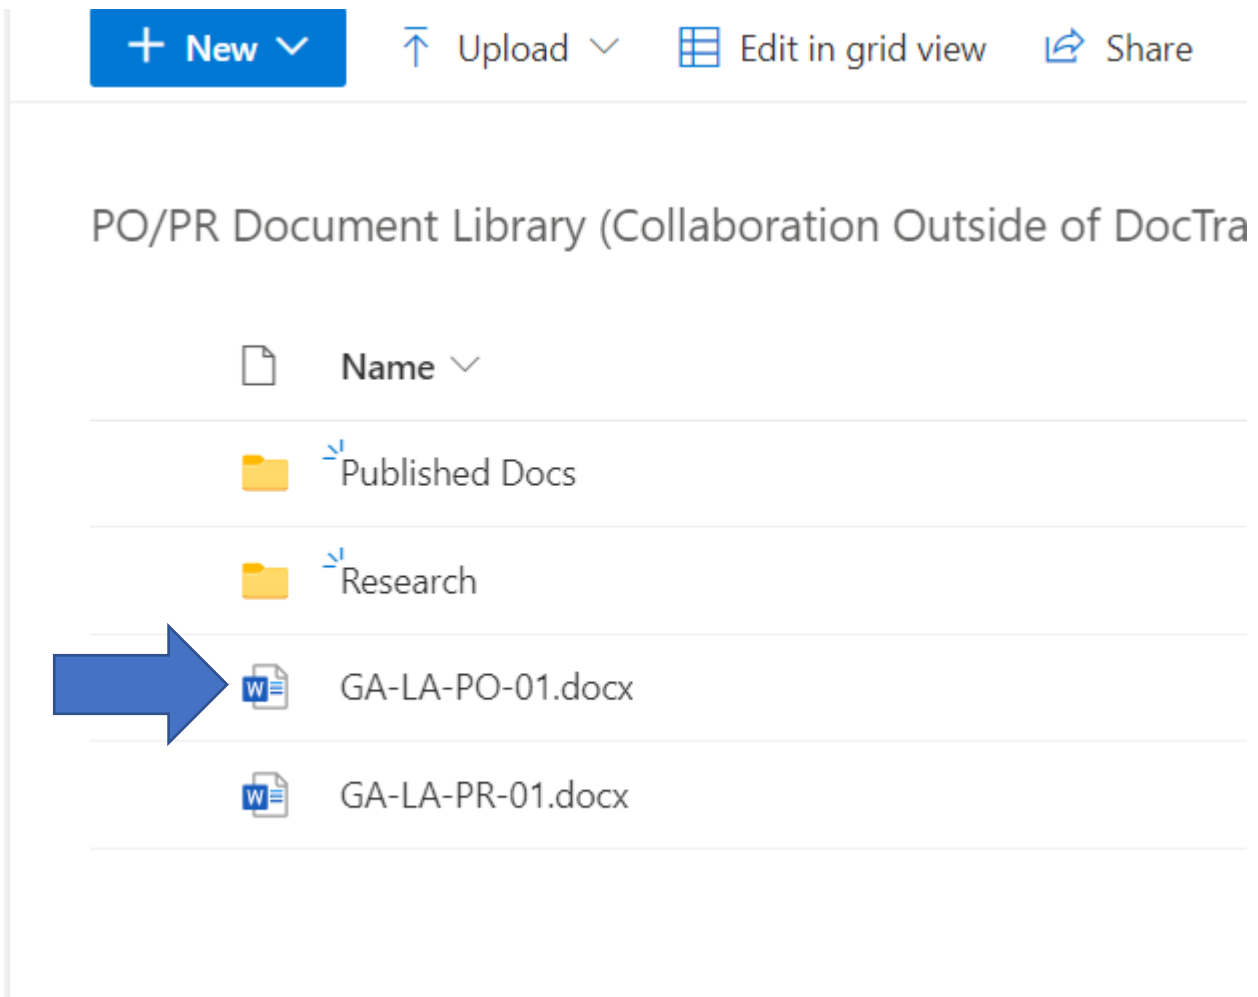 New
Upload
Edit in grid view
Share
PO/PR Document Library (Collaboration Outside of DocTra
Name
Published Docs
Research
W GA-LA-PO-01.docx
W GA-LA-PR-01.docx